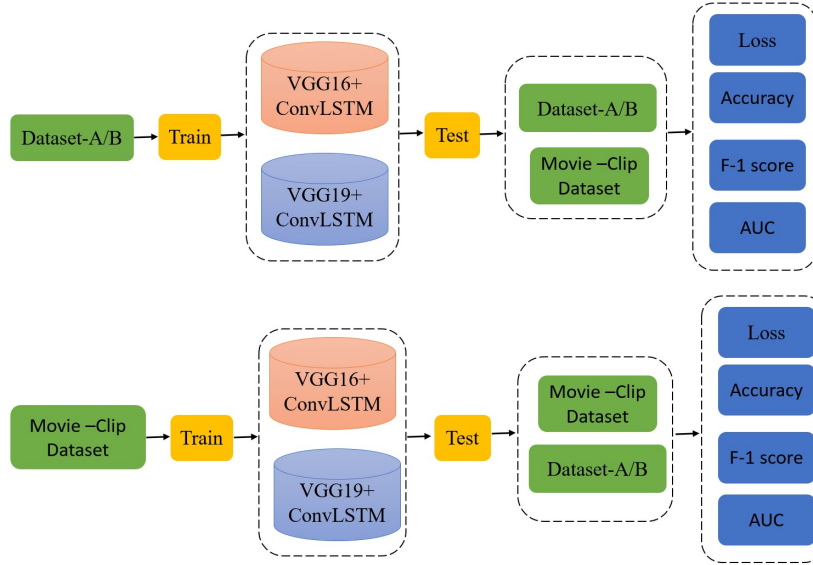 Dataset-A/B
Train
VGG16+
ConvLSTM
VGG19+
ConvLSTM
Test
Dataset-A/B
Movie –Clip
Dataset
Loss
Accuracy
F-1 score
AUC
Movie –Clip
Dataset
Train
VGG16+
ConvLSTM
VGG19+
ConvLSTM
Test
Movie –Clip
Dataset
Dataset-A/B
Loss
Accuracy
F-1 score
AUC